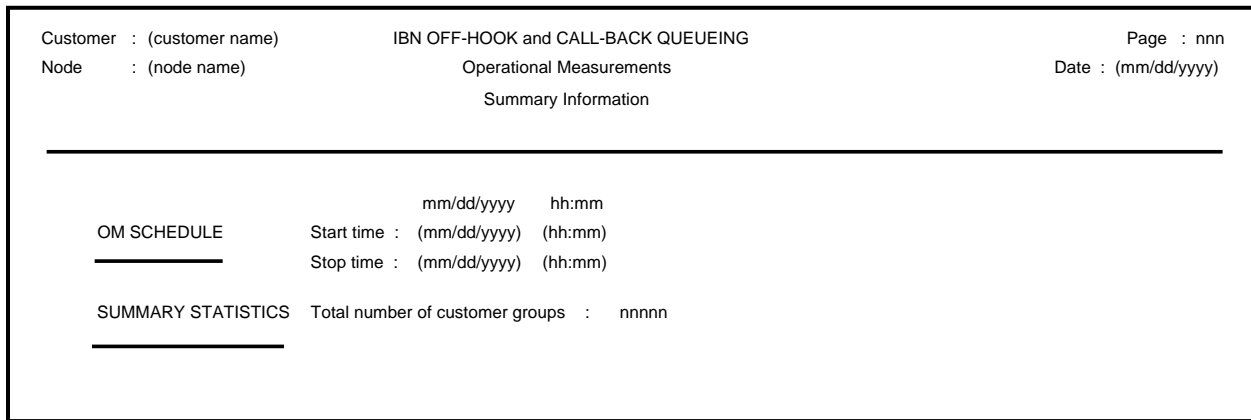 Customer : (customer name) IBN OFF-HOOK and CALL-BACK QUEUEING Page : nnn
Node : (node name) Operational Measurements Date : (mm/dd/yyyy)
Summary Information
mm/dd/yyyy hh:mm
OM SCHEDULE Start time : (mm/dd/yyyy) (hh:mm)
Stop time : (mm/dd/yyyy) (hh:mm)
SUMMARY STATISTICS Total number of customer groups : nnnnn